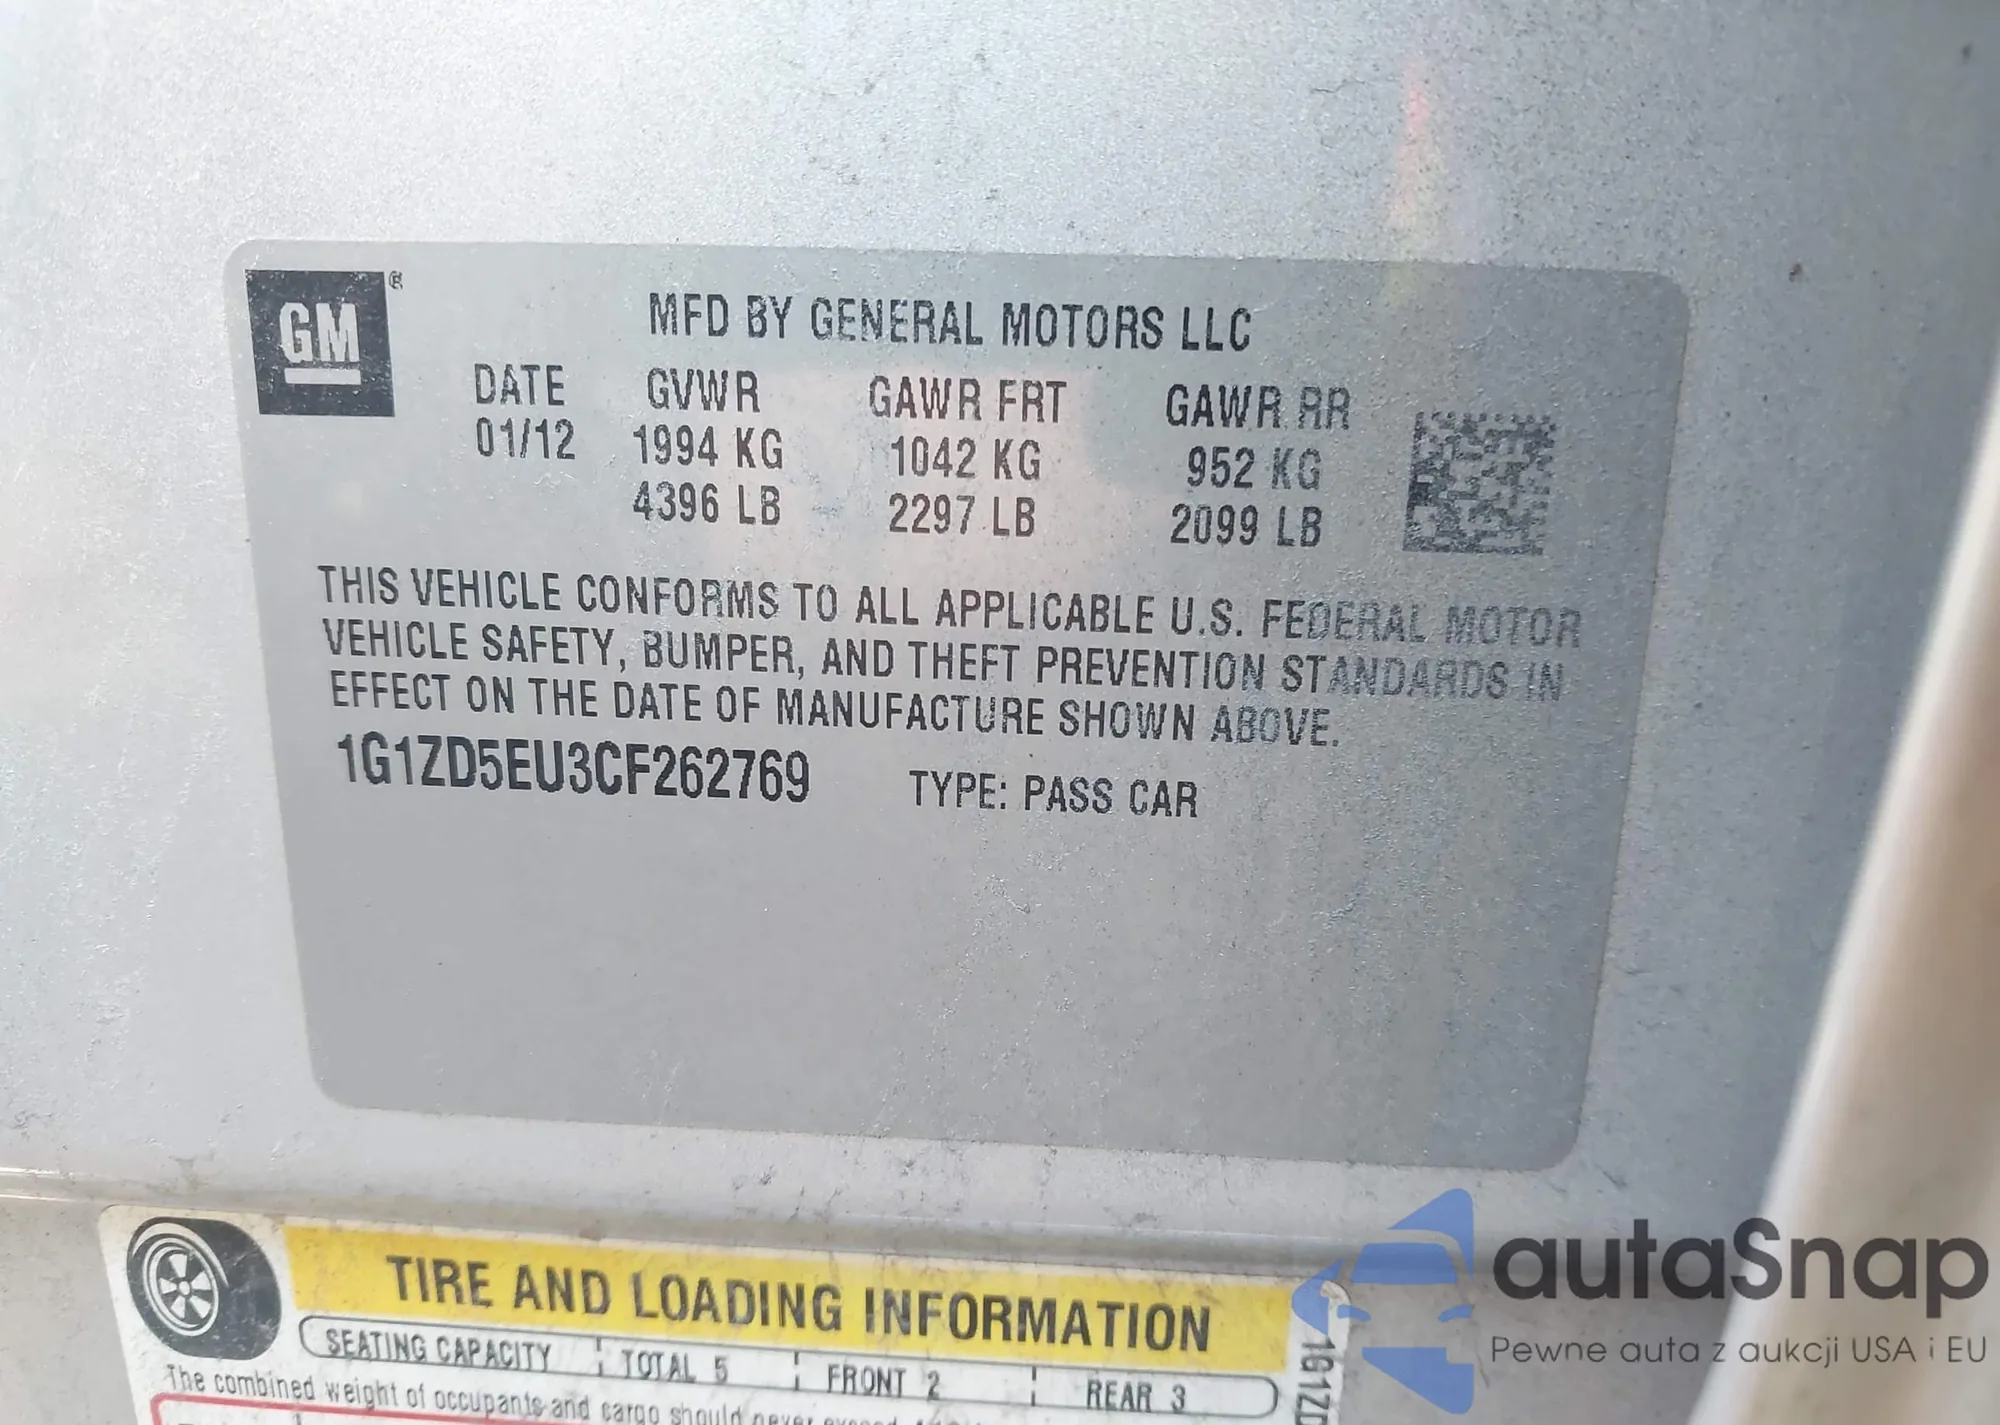 GM®
MFD BY GENERAL MOTORS LLC
DATE GVWR GAWR FRT GAWR RR
01/12 1994 KG 1042 KG 952 KG
4396 LB 2297 LB 2099 LB
THIS VEHICLE CONFORMS TO ALL APPLICABLE U.S. FEDERAL MOTOR
VEHICLE SAFETY, BUMPER, AND THEFT PREVENTION STANDARDS IN
EFFECT ON THE DATE OF MANUFACTURE SHOWN ABOVE.
1G1ZD5EU3CF262769 TYPE: PASS CAR
TIRE AND LOADING INFORMATION
SEATING CAPACITY TOTAL 5 FRONT 2 REAR 3
The combined weight of occupants and cargo should never
1G1ZD
autaSnap
Pewne auta z aukcji USA i EU